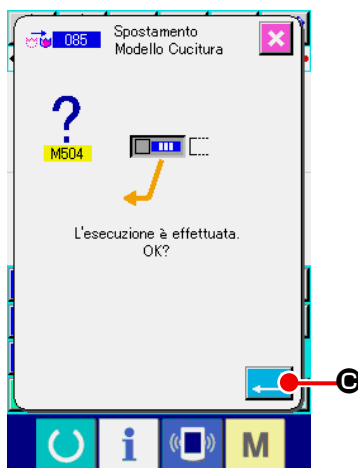 085
Spostamento
Modello Cucitura
?
M504
L'esecuzione è effettuata.
OK?
C
i
M